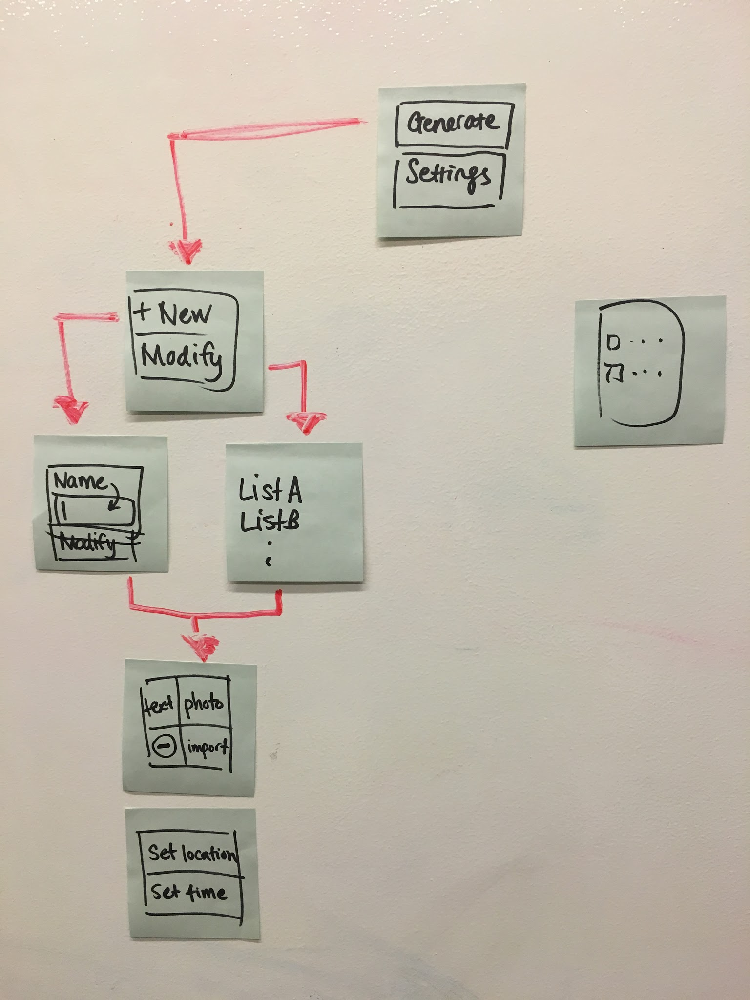 Generate
Settings
+ New
Modify
Name
Modify
List A
List B
text photo
import
Set location
Set time